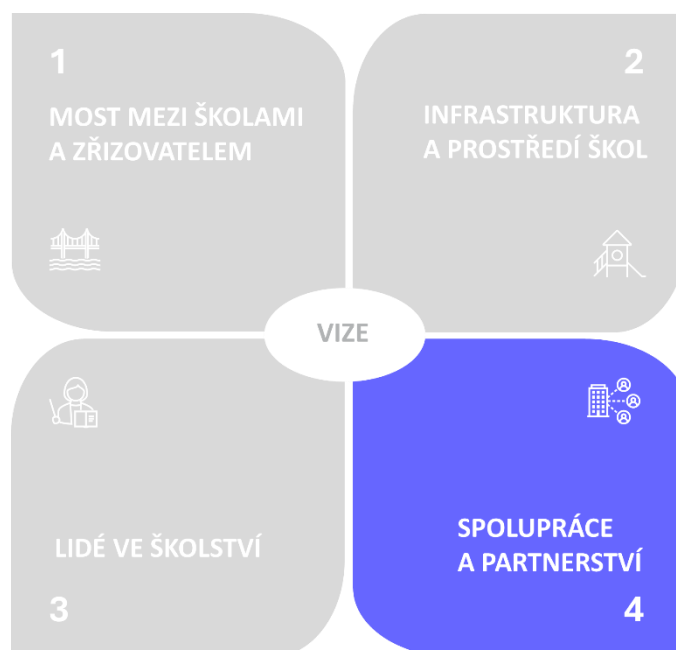 1
MOST MEZI ŠKOLAMI
A ZŘIZOVATELEM
2
INFRASTRUKTURA
A PROSTŘEDÍ ŠKOL
VIZE
LIDÉ VE ŠKOLSTVÍ
3
SPOLUPRÁCE
A PARTNERSTVÍ
4